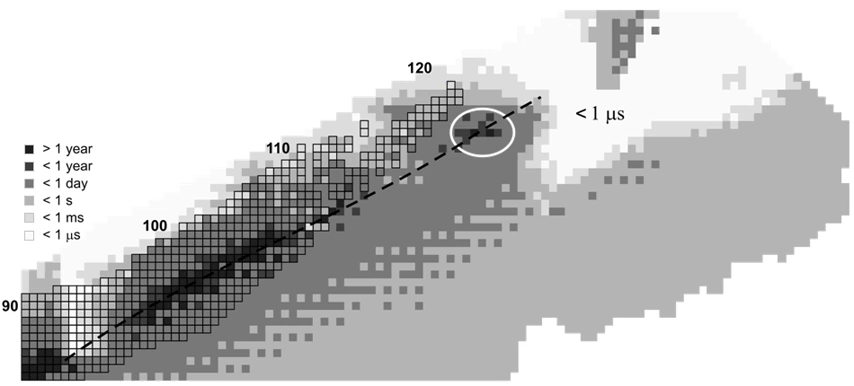 120
< 1 μs
110
> 1 year
< 1 year
< 1 day
< 1 s
< 1 ms
< 1 μs
100
90